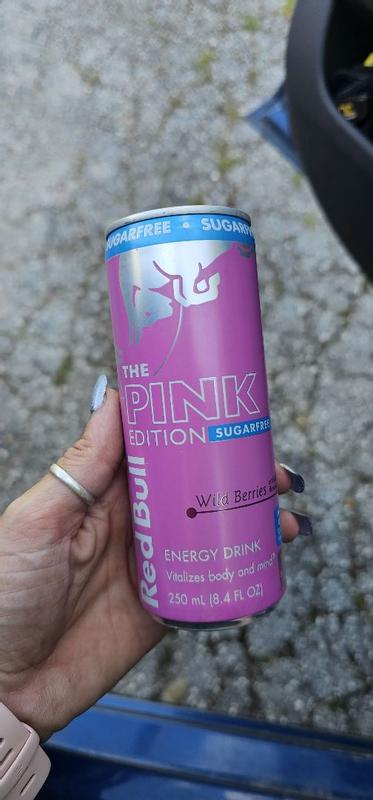 SUGARFREE • SUGARFR
THE
PINK
EDITION SUGARFREE
Wild Berries
Red Bull
ENERGY DRINK
Vitalizes body and mind®
250 mL (8.4 FL OZ)